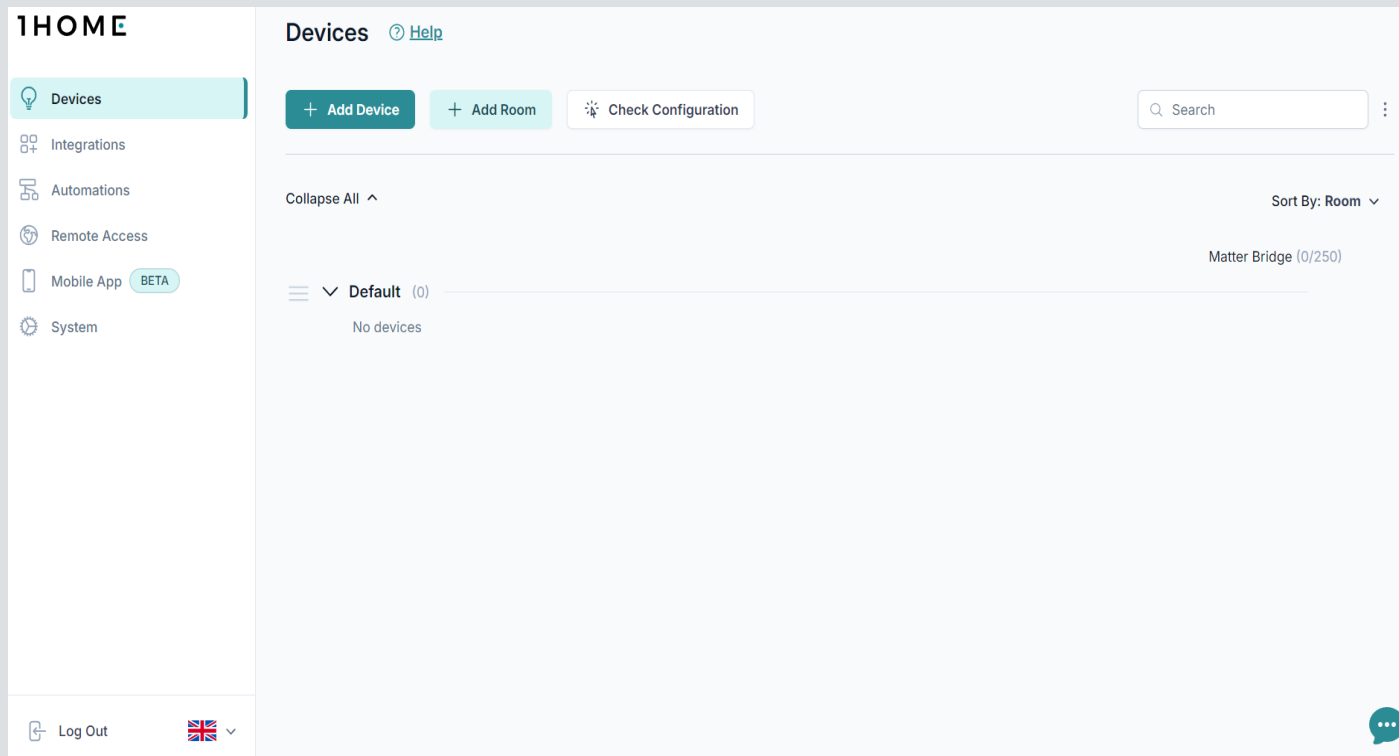 1HOME
Devices
Integrations
Automations
Remote Access
Mobile App BETA
System
Log Out
Devices ? Help
+ Add Device + Add Room Check Configuration Search
Collapse All
Sort By: Room
Matter Bridge (0/250)
Default (0)
No devices